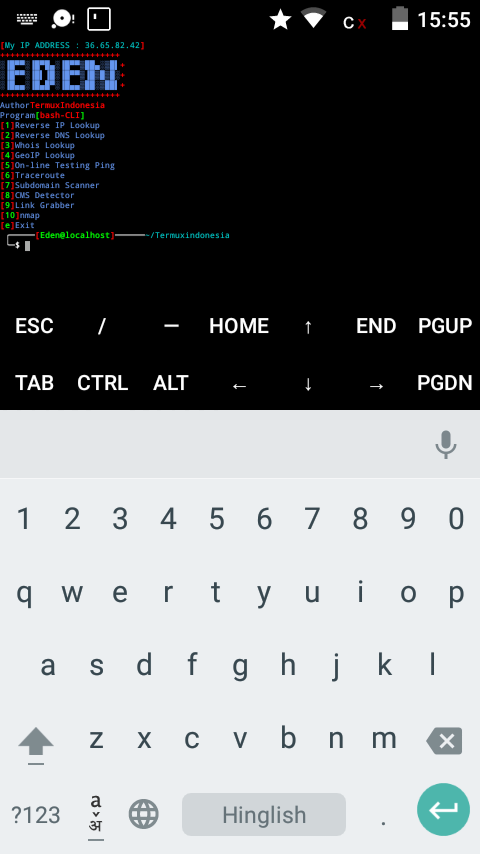 15:55
[My IP ADDRESS : 36.65.82.42]
++++++++++++++++++++++++
AuthorTermuxIndonesia
Program[bash-CLI]
[1]Reverse IP Lookup
[2]Reverse DNS Lookup
[3]Whois Lookup
[4]GeoIP Lookup
[5]On-line Testing Ping
[6]Traceroute
[7]Subdomain Scanner
[8]CMS Detector
[9]Link Grabber
[10]nmap
[e]Exit
[Eden@localhost]~/Termuxindonesia
$
ESC / — HOME ↑ END PGUP
TAB CTRL ALT ← ↓ → PGDN
1 2 3 4 5 6 7 8 9 0
q w e r t y u i o p
a s d f g h j k l
z x c v b n m
?123 a अ Hinglish .